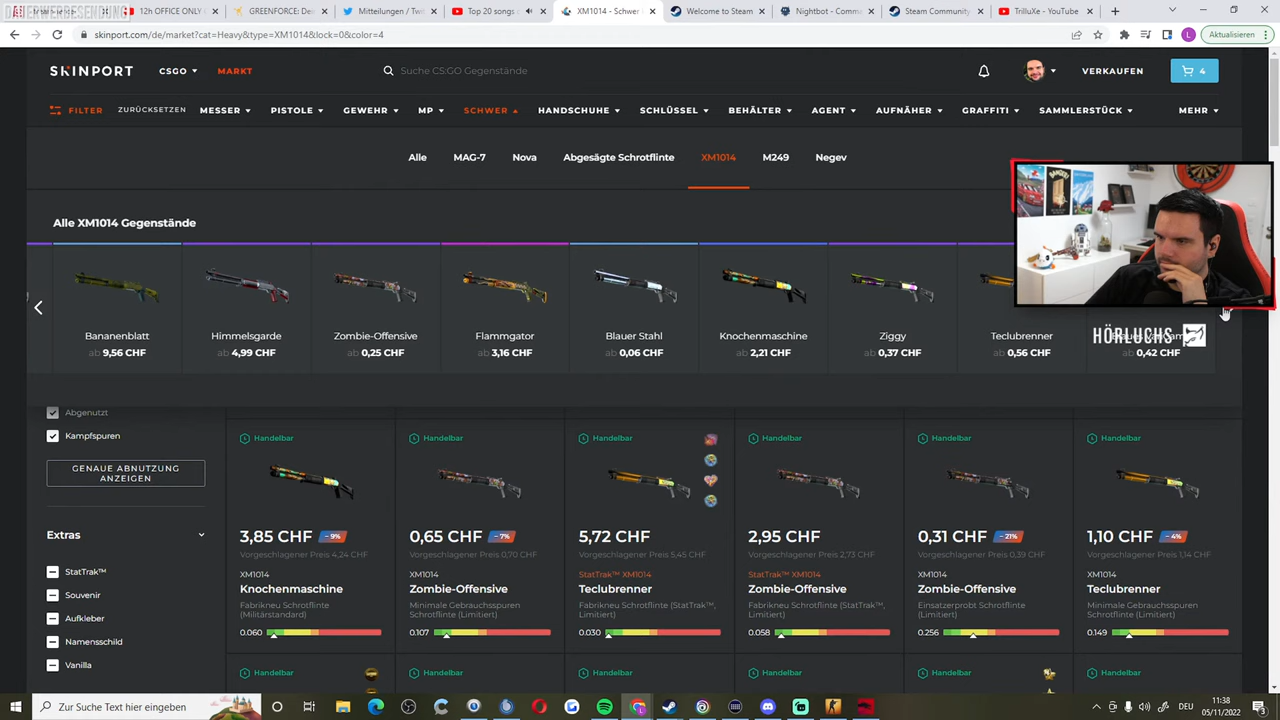 DAUERWERBESENDUNG
12h OFFICE ONLY
GREENFORCE: De
Mitteilungen / Twi
Top 20 songs
XM1014 - Schwer
Welcome to Steam
Nightbot - Comm
Steam Community
TrilluXe - YouTube
skinport.com/de/market?cat=Heavy&type=XM1014&lock=0&color=4
Aktualisieren
SKINPORT
CSGO
MARKT
Suche CS:GO Gegenstände
VERKAUFEN
4
FILTER
ZURÜCKSETZEN
MESSER
PISTOLE
GEWEHR
MP
SCHWER
HANDSCHUHE
SCHLÜSSEL
BEHÄLTER
AGENT
AUFNÄHER
GRAFFITI
SAMMLERSTÜCK
MEHR
Alle
MAG-7
Nova
Abgesägte Schrotflinte
XM1014
M249
Negev
Alle XM1014 Gegenstände
Bananenblatt
ab 9,56 CHF
Himmelsgarde
ab 4,99 CHF
Zombie-Offensive
ab 0,25 CHF
Flammgator
ab 3,16 CHF
Blauer Stahl
ab 0,06 CHF
Knochenmaschine
ab 2,21 CHF
Ziggy
ab 0,37 CHF
Teclubrenner
ab 0,56 CHF
HÖRLUCHS
ab 0,42 CHF
Abgenutzt
Kampfspuren
GENAUE ABNUTZUNG
ANZEIGEN
Extras
StatTrak™
Souvenir
Aufkleber
Namensschild
Vanilla
Handelbar
3,85 CHF
– 9%
Vorgeschlagener Preis 4,24 CHF
XM1014
Knochenmaschine
Fabrikneu Schrotflinte
(Militärstandard)
0.060
Handelbar
0,65 CHF
– 7%
Vorgeschlagener Preis 0,70 CHF
XM1014
Zombie-Offensive
Minimale Gebrauchsspuren
(Limitiert)
0.107
Handelbar
5,72 CHF
Vorgeschlagener Preis 5,45 CHF
StatTrak™ XM1014
Teclubrenner
Fabrikneu Schrotflinte (StatTrak™,
Limitiert)
0.030
Handelbar
2,95 CHF
Vorgeschlagener Preis 2,73 CHF
StatTrak™ XM1014
Zombie-Offensive
Fabrikneu Schrotflinte (StatTrak™,
Limitiert)
0.058
Handelbar
0,31 CHF
– 21%
Vorgeschlagener Preis 0,39 CHF
XM1014
Zombie-Offensive
Einsatzerprobt Schrotflinte
(Limitiert)
0.256
Handelbar
1,10 CHF
– 4%
Vorgeschlagener Preis 1,14 CHF
XM1014
Teclubrenner
Minimale Gebrauchsspuren
(Limitiert)
0.149
Handelbar
Handelbar
Handelbar
Handelbar
Handelbar
Handelbar
Zur Suche Text hier eingeben
DEU
11:38
05/11/2022